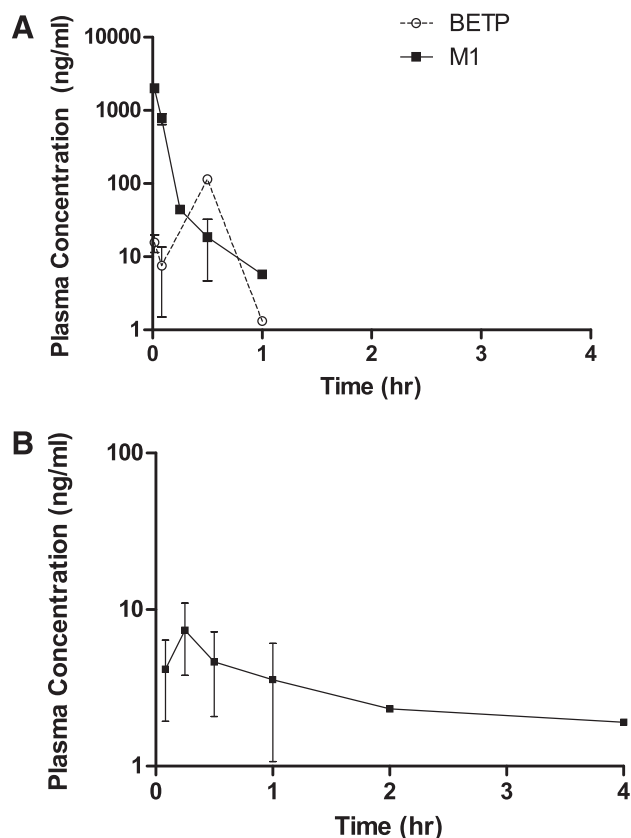 A
BETP
M1
Plasma Concentration (ng/ml)
10000
1000
100
10
1
0 1 2 3 4
Time (hr)
B
Plasma Concentration (ng/ml)
100
10
1
0 1 2 3 4
Time (hr)